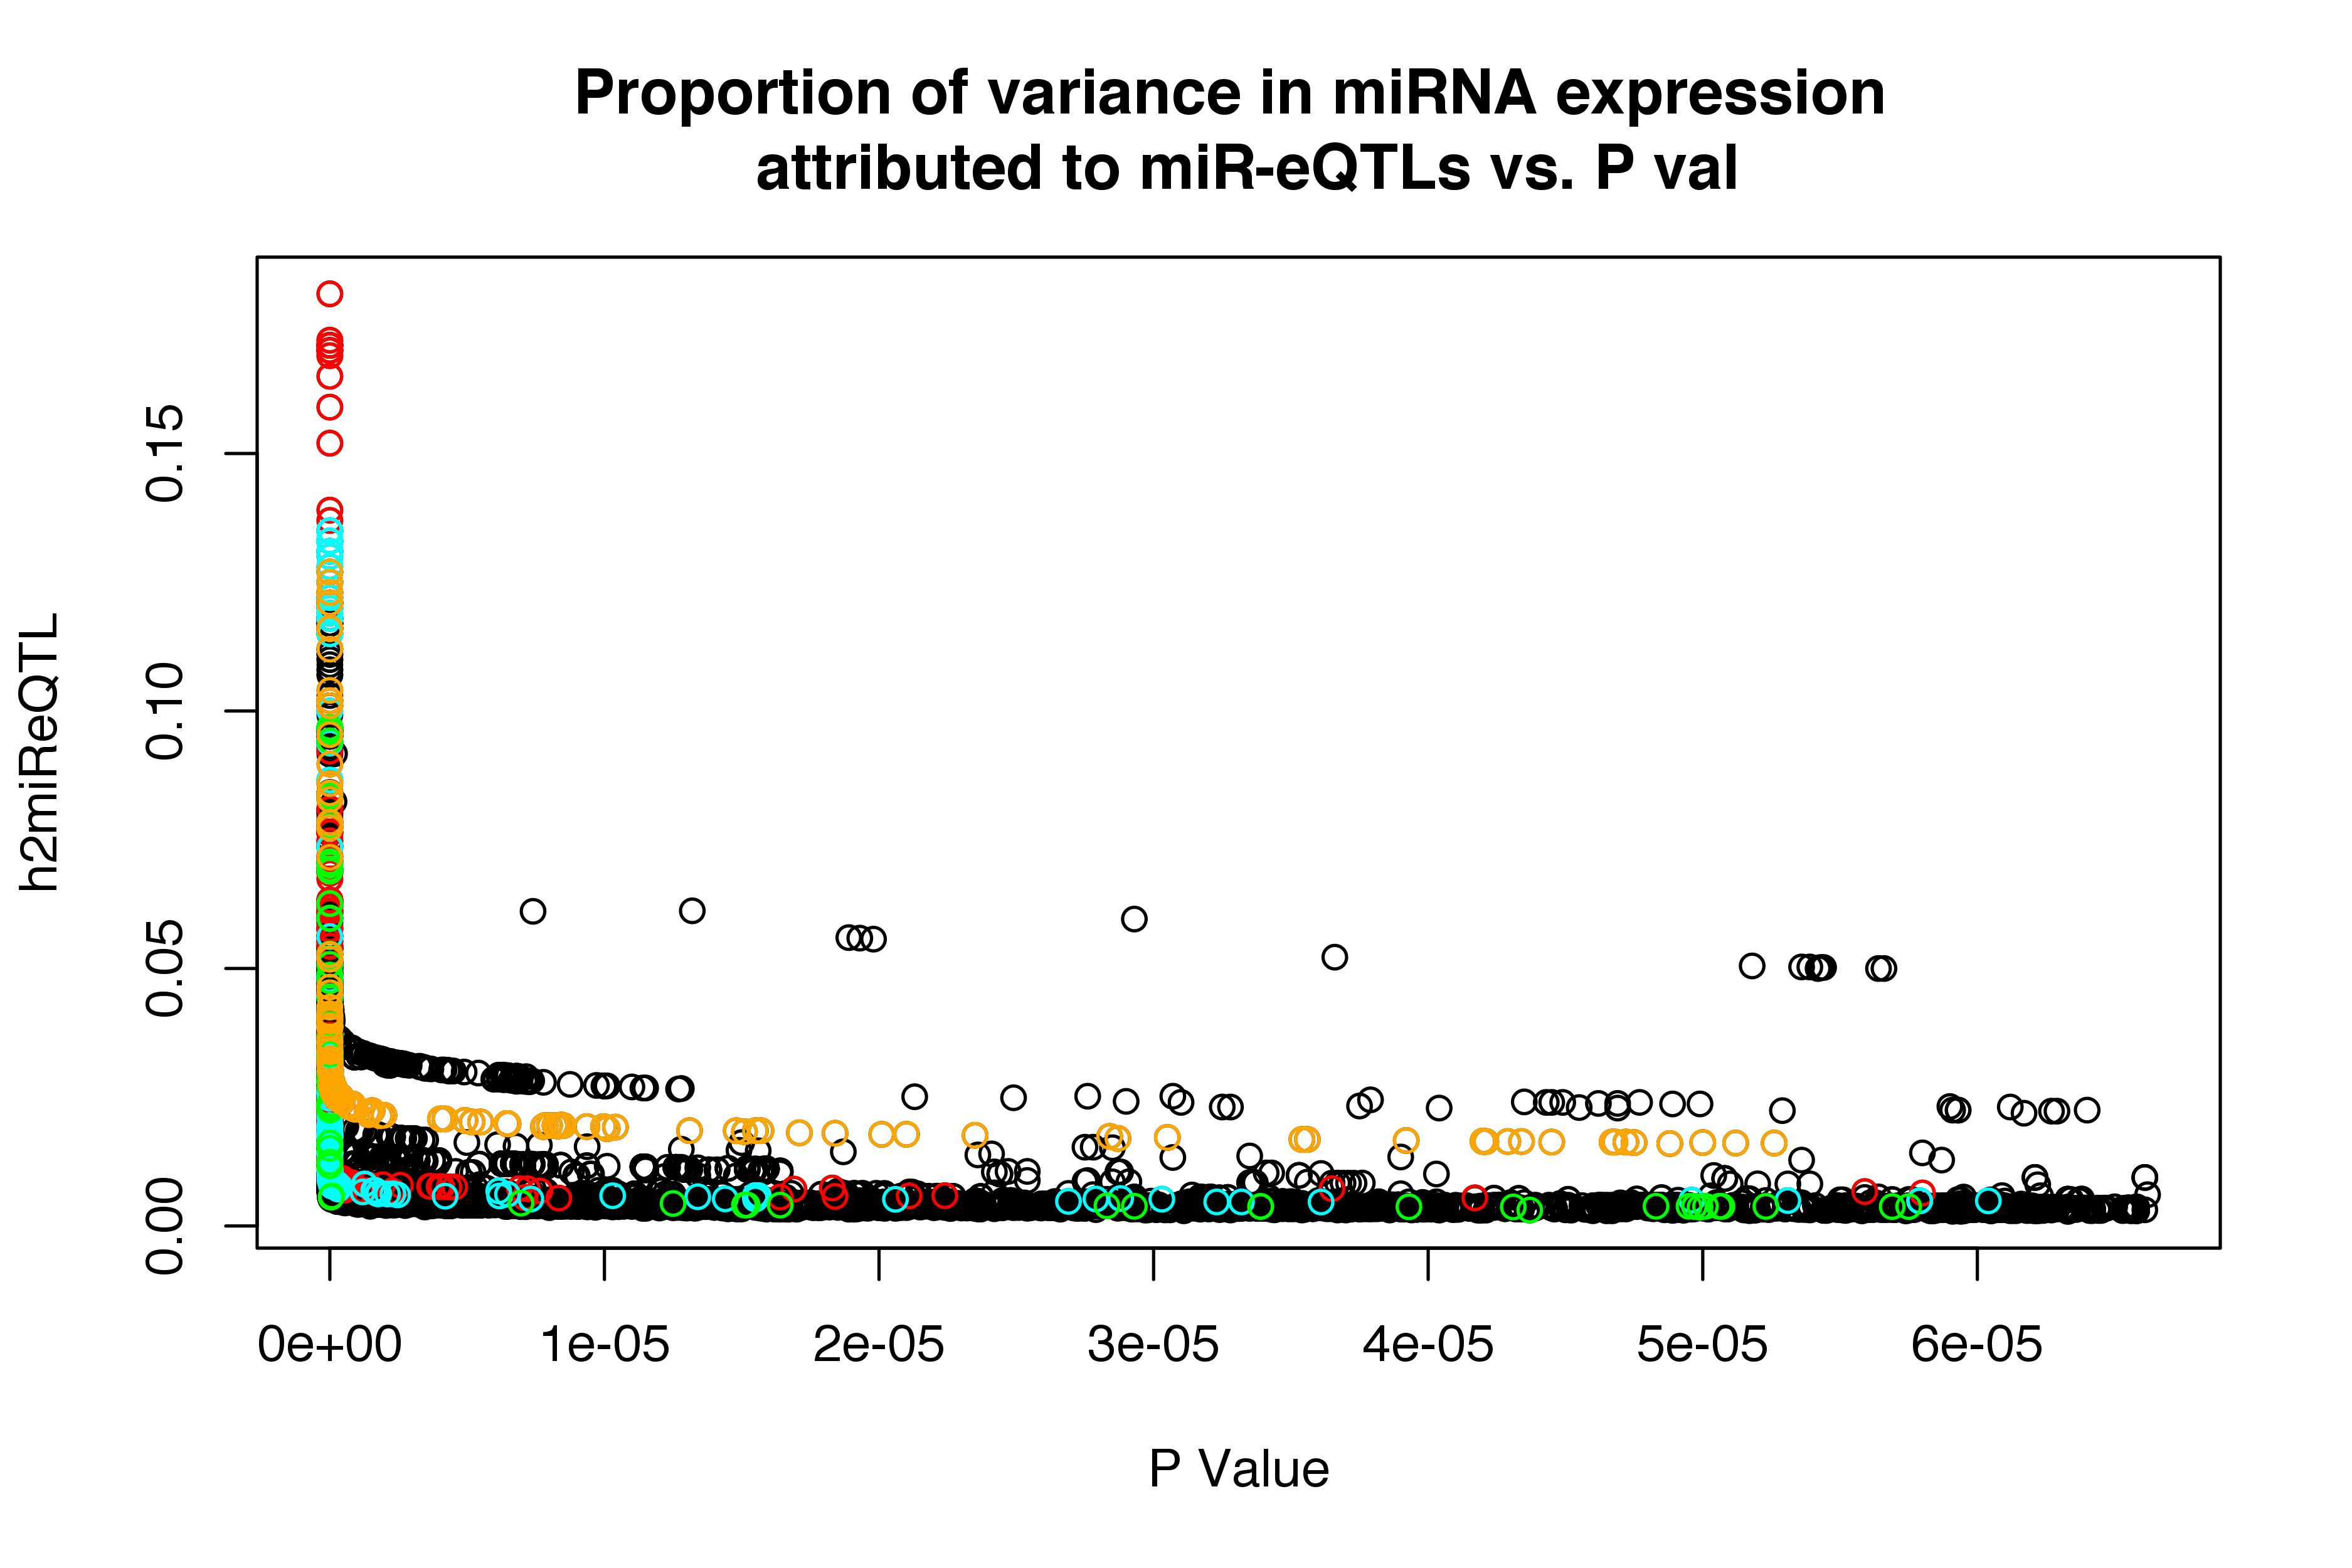 Proportion of variance in miRNA expression
attributed to miR-eQTLs vs. P val
h2miReQTL
0.15
0.10
0.05
0.00
0e+00 1e-05 2e-05 3e-05 4e-05 5e-05 6e-05
P Value